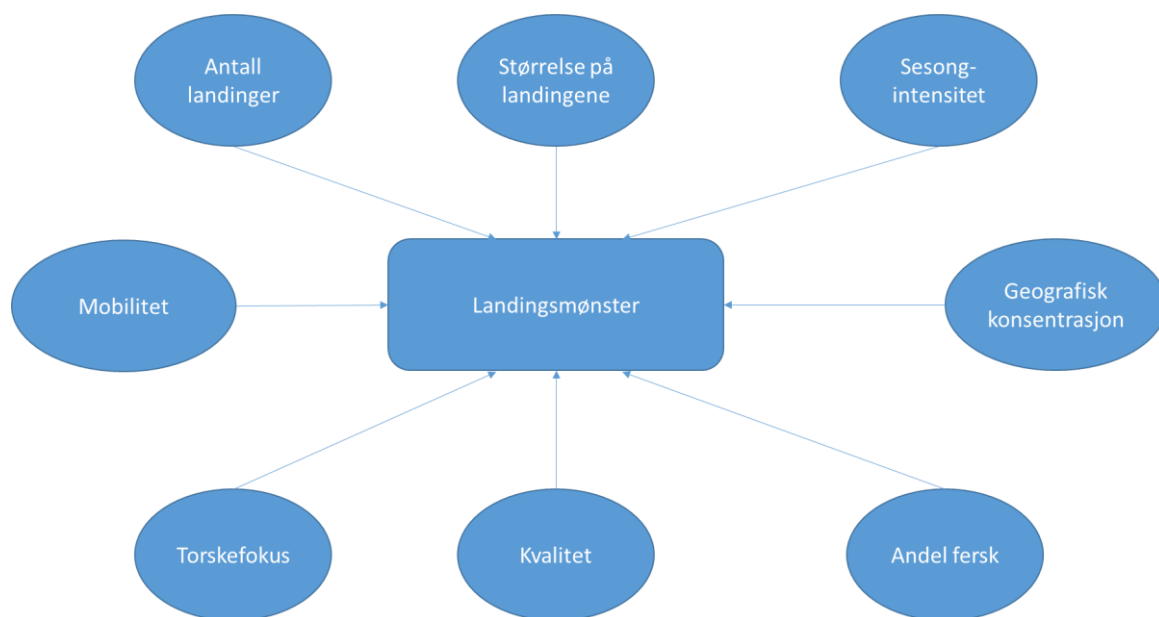 Antall
landinger
Størrelse på
landingene
Sesong-
intensitet
Mobilitet
Landingsmønster
Geografisk
konsentrasjon
Torskefokus
Kvalitet
Andel fersk